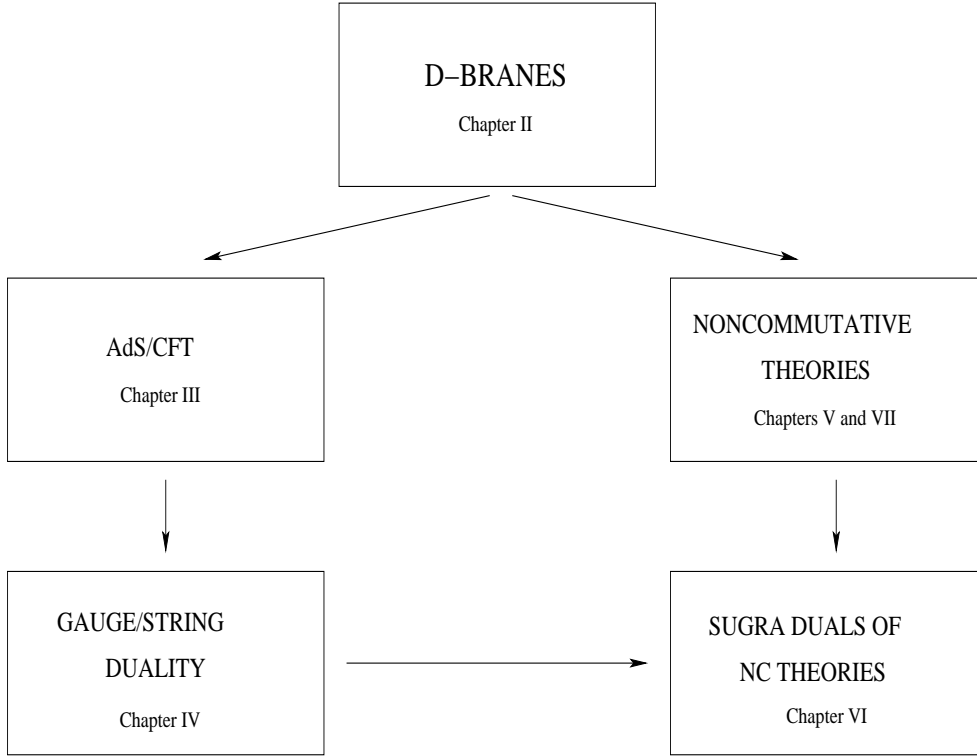 D–BRANES
Chapter II
AdS/CFT
Chapter III
NONCOMMUTATIVE
THEORIES
Chapters V and VII
GAUGE/STRING
DUALITY
Chapter IV
SUGRA DUALS OF
NC THEORIES
Chapter VI